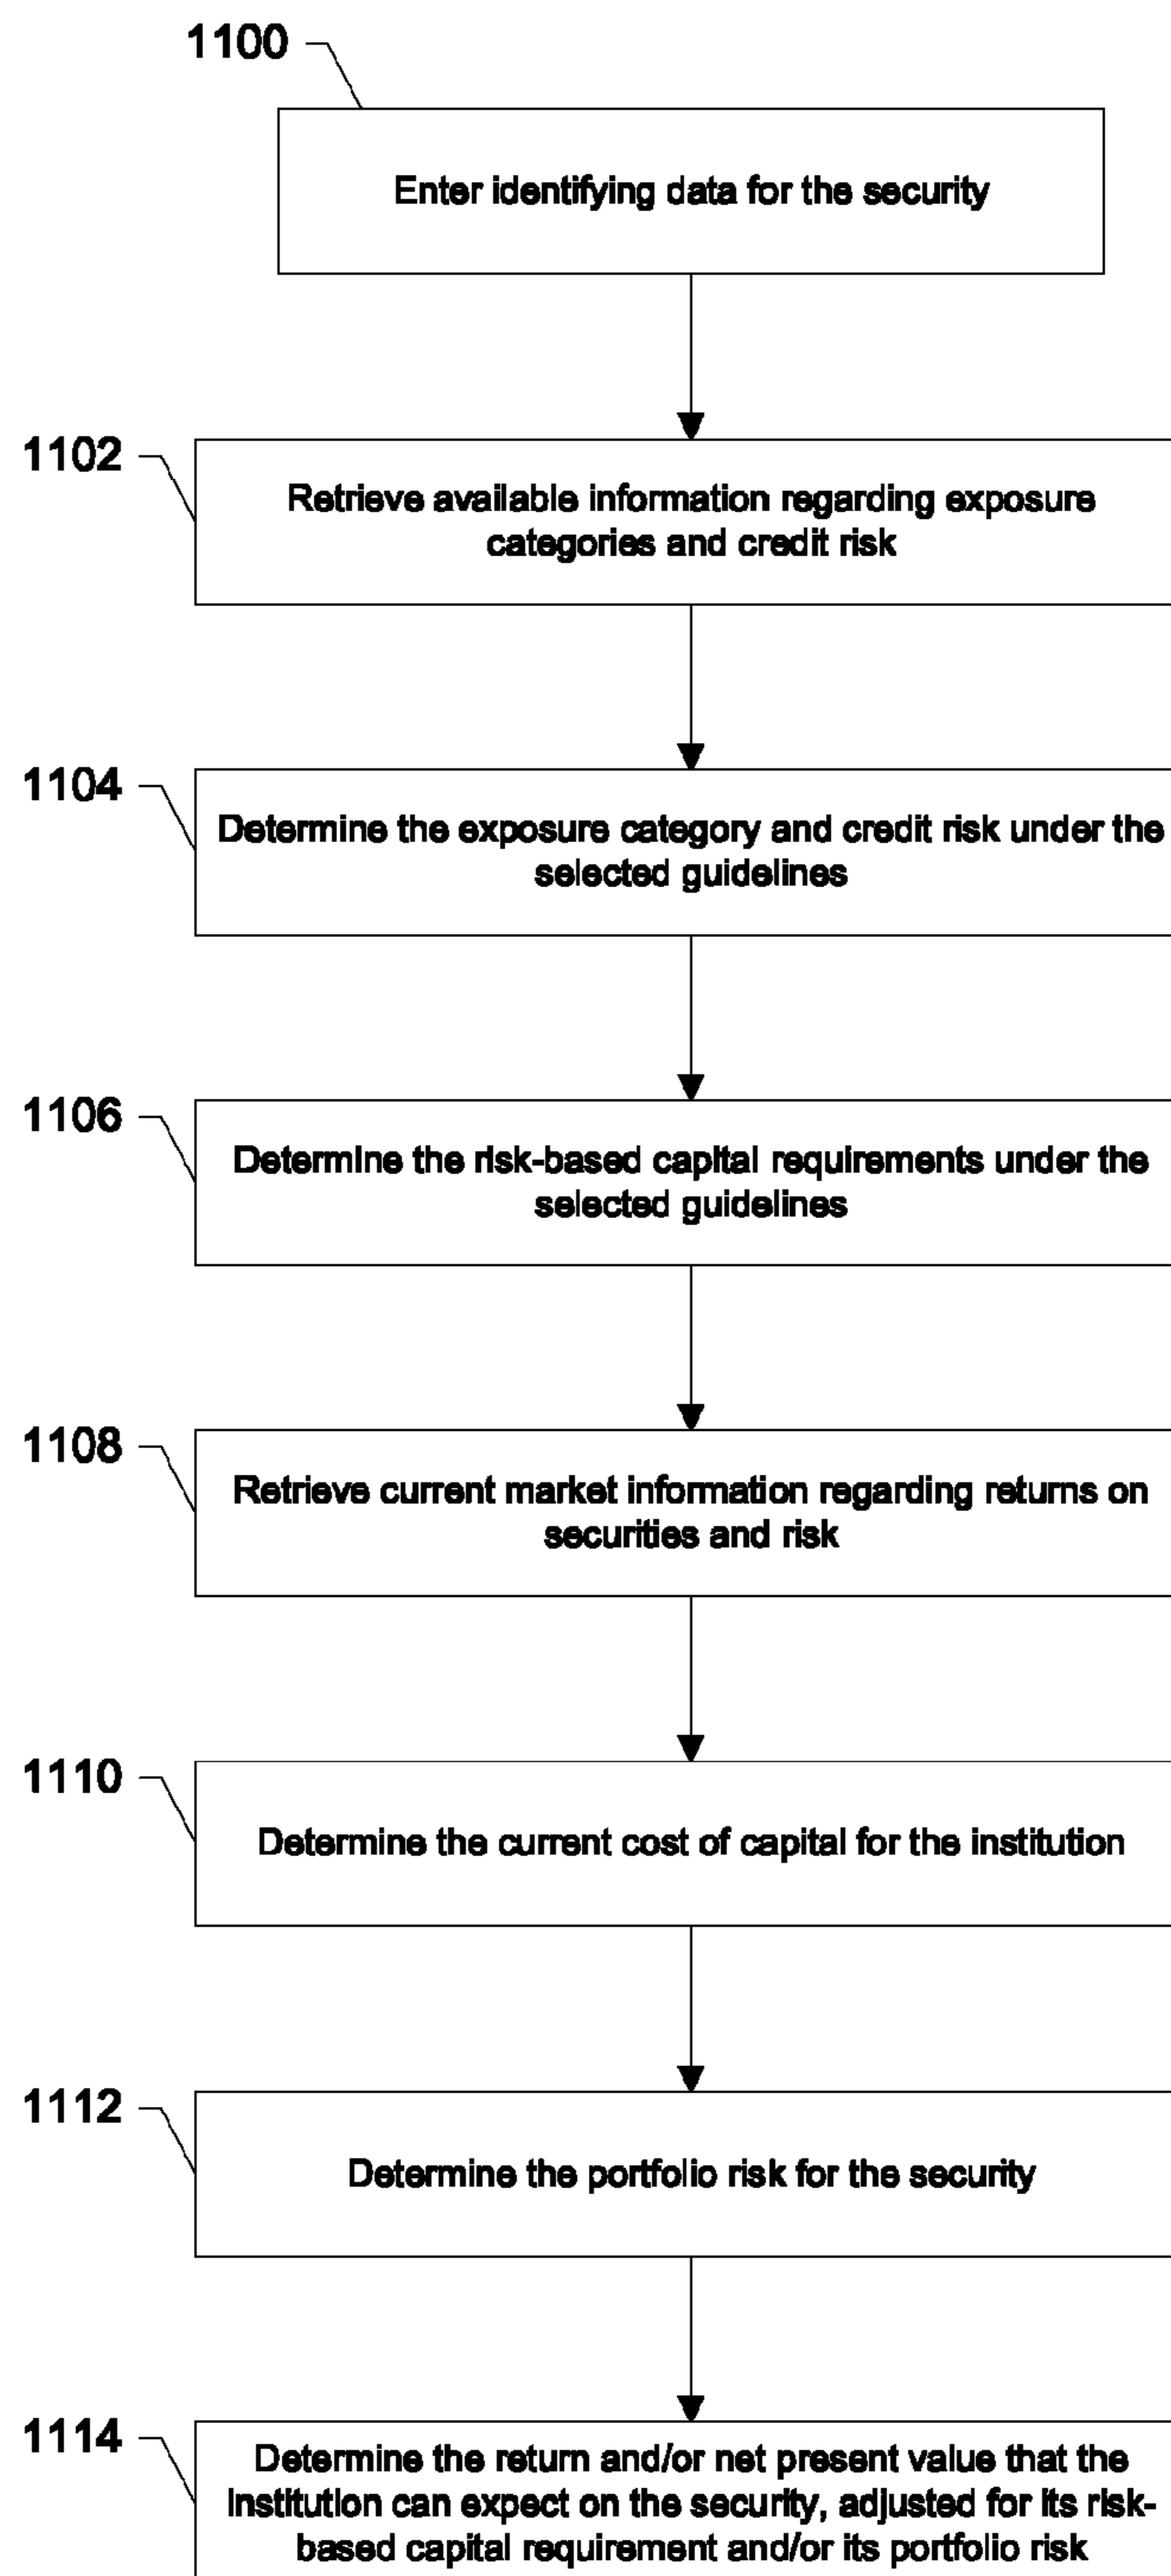 1100
Enter identifying data for the security
1102
Retrieve available information regarding exposure
categories and credit risk
1104
Determine the exposure category and credit risk under the
selected guidelines
1106
Determine the risk-based capital requirements under the
selected guidelines
1108
Retrieve current market information regarding returns on
securities and risk
1110
Determine the current cost of capital for the institution
1112
Determine the portfolio risk for the security
1114
Determine the return and/or net present value that the
institution can expect on the security, adjusted for its risk-
based capital requirement and/or its portfolio risk